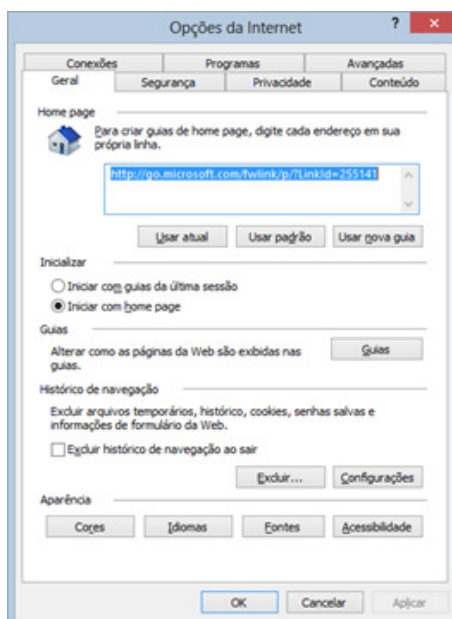 Opções da Internet
? ×
Conexões Programas Avançadas
Geral Segurança Privacidade Conteúdo
Home page
Para criar guias de home page, digite cada endereço em sua
própria linha.
http://go.microsoft.com/fwlink/p/?LinkId=255141
Usar atual Usar padrão Usar nova guia
Inicializar
Iniciar com guias da última sessão
Iniciar com home page
Guias
Alterar como as páginas da Web são exibidas nas
guias.
Guias
Histórico de navegação
Excluir arquivos temporários, histórico, cookies, senhas salvas e
informações de formulário da Web.
Excluir histórico de navegação ao sair
Excluir... Configurações
Aparência
Cores Idiomas Fontes Acessibilidade
OK Cancelar Aplicar